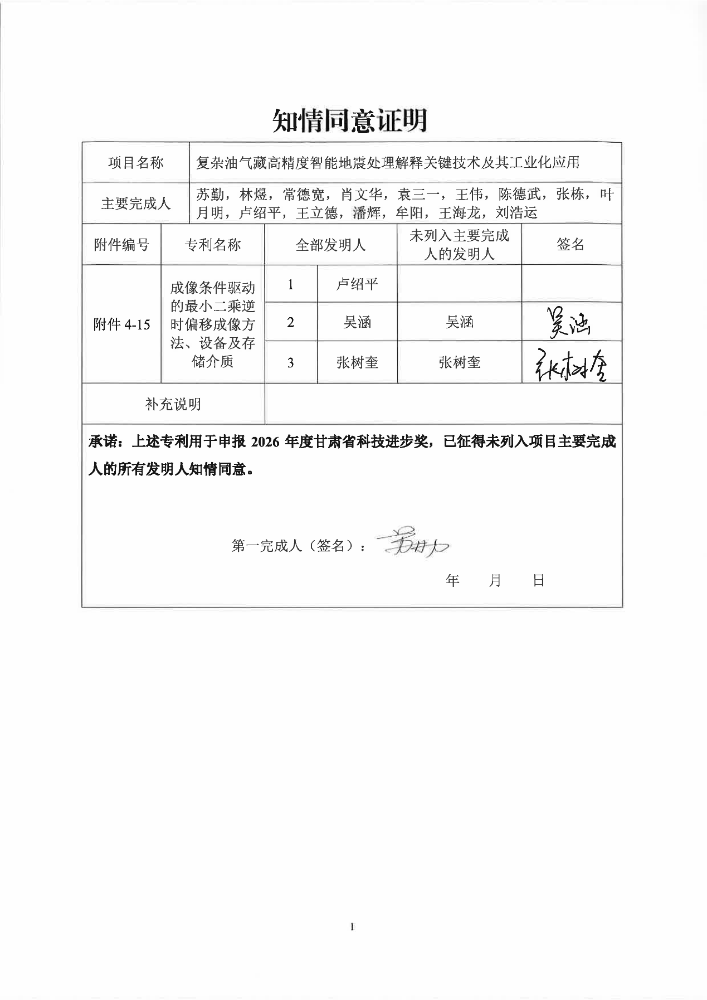 知情同意证明
项目名称
复杂油气藏高精度智能地震处理解释关键技术及其工业化应用
主要完成人
苏勤，林煜，常德宽，肖文华，袁三一，王伟，陈德武，张栋，叶
月明，卢绍平，王立德，潘辉，牟阳，王海龙，刘浩运
附件编号
专利名称
全部发明人
未列入主要完成
人的发明人
签名
附件 4-15
成像条件驱动
的最小二乘逆
时偏移成像方
法、设备及存
储介质
1
卢绍平
2
吴涵
吴涵
吴涵
3
张树奎
张树奎
张树奎
补充说明
承诺：上述专利用于申报 2026 年度甘肃省科技进步奖，已征得未列入项目主要完成
人的所有发明人知情同意。
第一完成人（签名）：苏勤
年 月 日
1